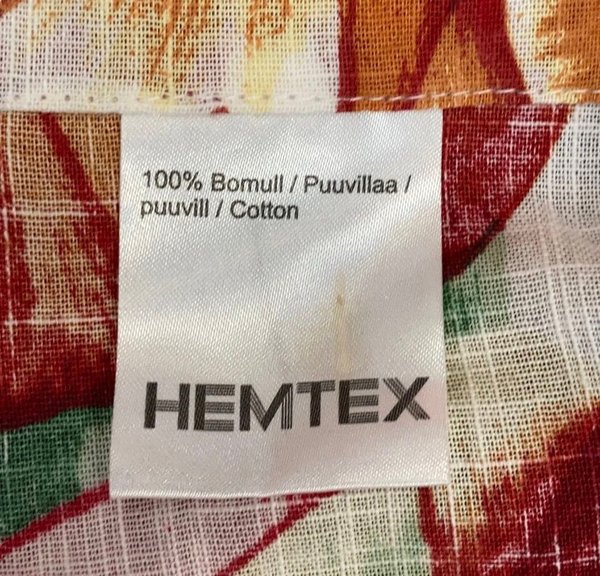 100% Bomull / Puuvillaa /
puuvill / Cotton
HEMTEX